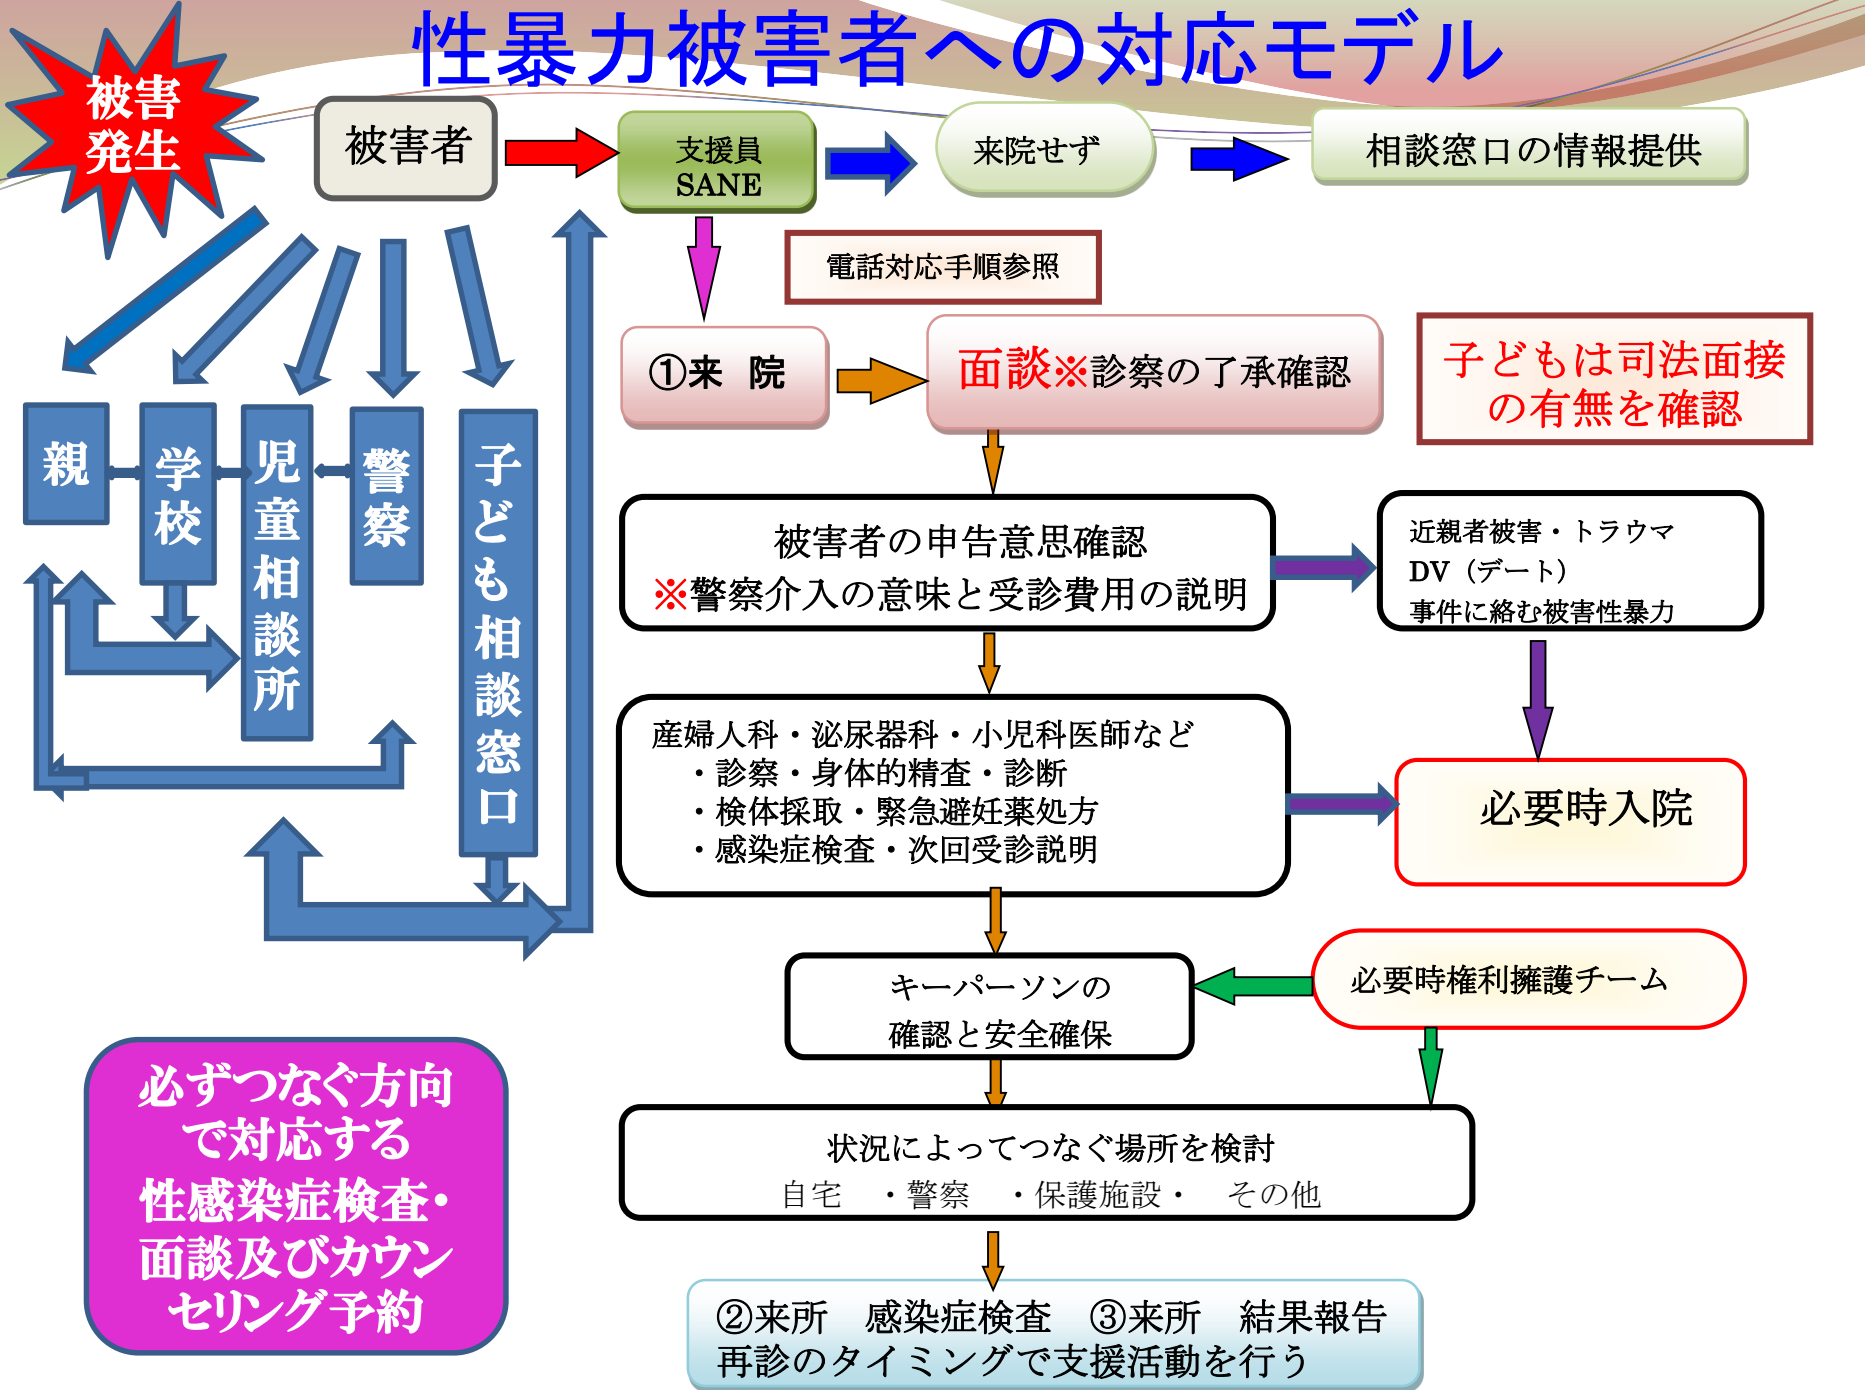 性暴力被害者への対応モデル
被害
発生
被害者
支援員
SANE
来院せず
相談窓口の情報提供
電話対応手順参照
①来 院
面談※診察の了承確認
子どもは司法面接
の有無を確認
親
学校
児童相談所
警察
子ども相談窓口
被害者の申告意思確認
※警察介入の意味と受診費用の説明
近親者被害・トラウマ
DV（デート）
事件に絡む被害性暴力
産婦人科・泌尿器科・小児科医師など
・診察・身体的精査・診断
・検体採取・緊急避妊薬処方
・感染症検査・次回受診説明
必要時入院
キーパーソンの
確認と安全確保
必要時権利擁護チーム
必ずつなぐ方向
で対応する
性感染症検査・
面談及びカウン
セリング予約
状況によってつなぐ場所を検討
自宅 ・警察 ・保護施設・ その他
②来所 感染症検査 ③来所 結果報告
再診のタイミングで支援活動を行う